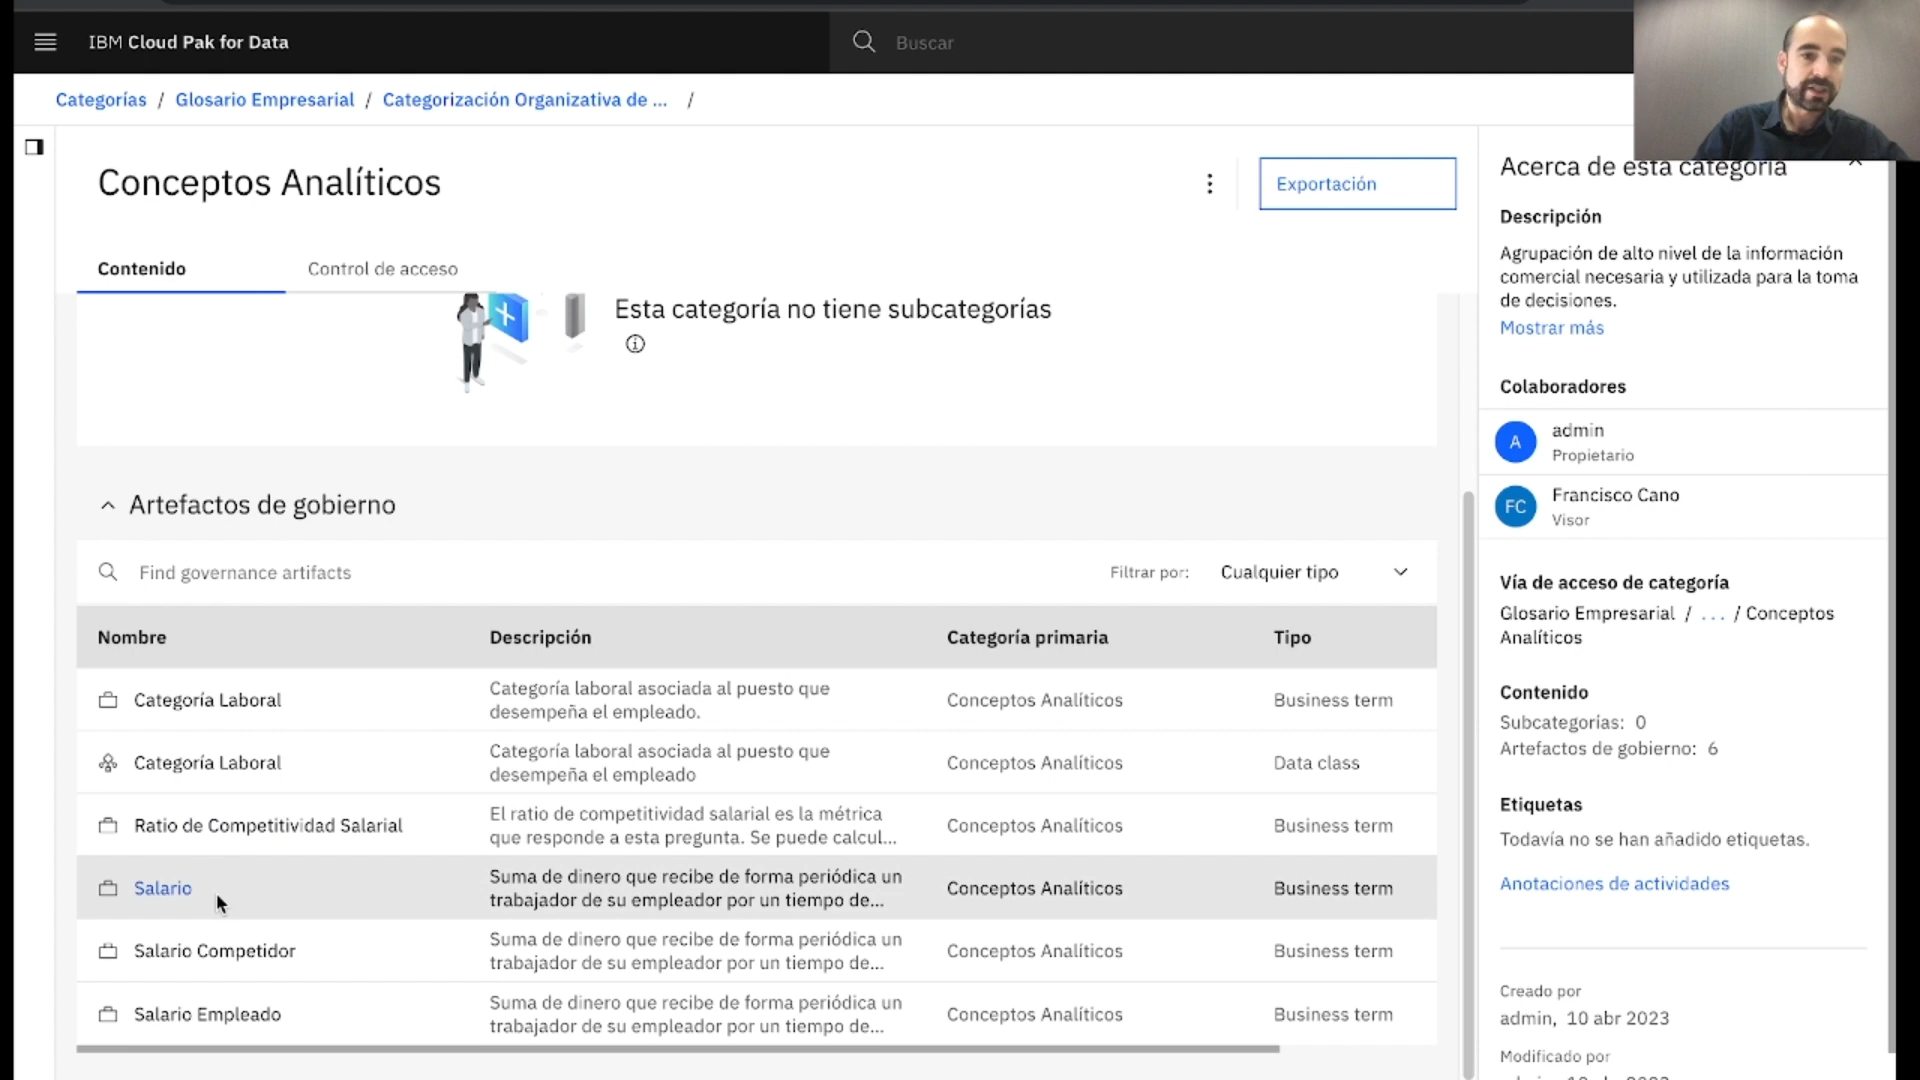 IBM Cloud Pak for Data
Buscar
Categorías / Glosario Empresarial / Categorización Organizativa de ... /
Conceptos Analíticos
Exportación
Contenido
Control de acceso
Esta categoría no tiene subcategorías
Artefactos de gobierno
Find governance artifacts
Filtrar por: Cualquier tipo
Nombre Descripción Categoría primaria Tipo
Categoría Laboral
Categoría laboral asociada al puesto que
desempeña el empleado.
Conceptos Analíticos
Business term
Categoría Laboral
Categoría laboral asociada al puesto que
desempeña el empleado
Conceptos Analíticos
Data class
Ratio de Competitividad Salarial
El ratio de competitividad salarial es la métrica
que responde a esta pregunta. Se puede calcul...
Conceptos Analíticos
Business term
Salario
Suma de dinero que recibe de forma periódica un
trabajador de su empleador por un tiempo de...
Conceptos Analíticos
Business term
Salario Competidor
Suma de dinero que recibe de forma periódica un
trabajador de su empleador por un tiempo de...
Conceptos Analíticos
Business term
Salario Empleado
Suma de dinero que recibe de forma periódica un
trabajador de su empleador por un tiempo de...
Conceptos Analíticos
Business term
Acerca de esta categoría
Descripción
Agrupación de alto nivel de la información
comercial necesaria y utilizada para la toma
de decisiones.
Mostrar más
Colaboradores
A
admin
Propietario
FC
Francisco Cano
Visor
Vía de acceso de categoría
Glosario Empresarial / ... / Conceptos
Analíticos
Contenido
Subcategorías: 0
Artefactos de gobierno: 6
Etiquetas
Todavía no se han añadido etiquetas.
Anotaciones de actividades
Creado por
admin, 10 abr 2023
Modificado por